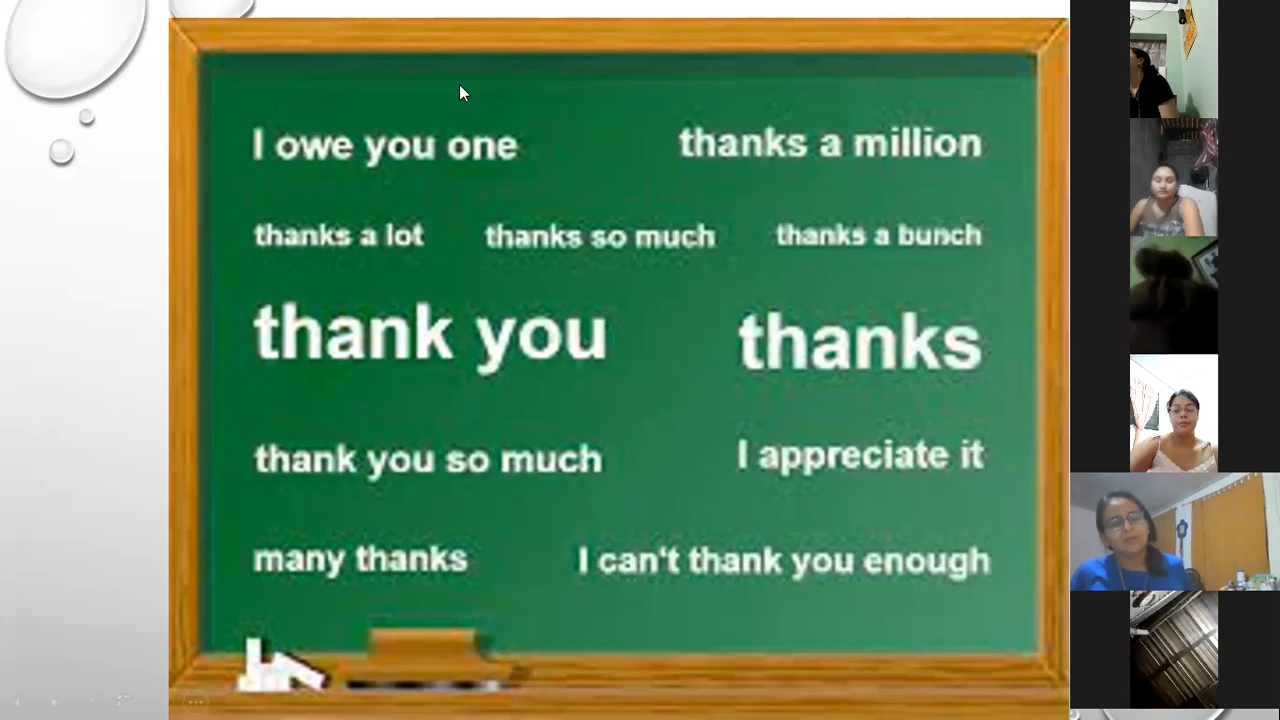 I owe you one thanks a million
thanks a lot thanks so much thanks a bunch
thank you thanks
thank you so much I appreciate it
many thanks I can't thank you enough